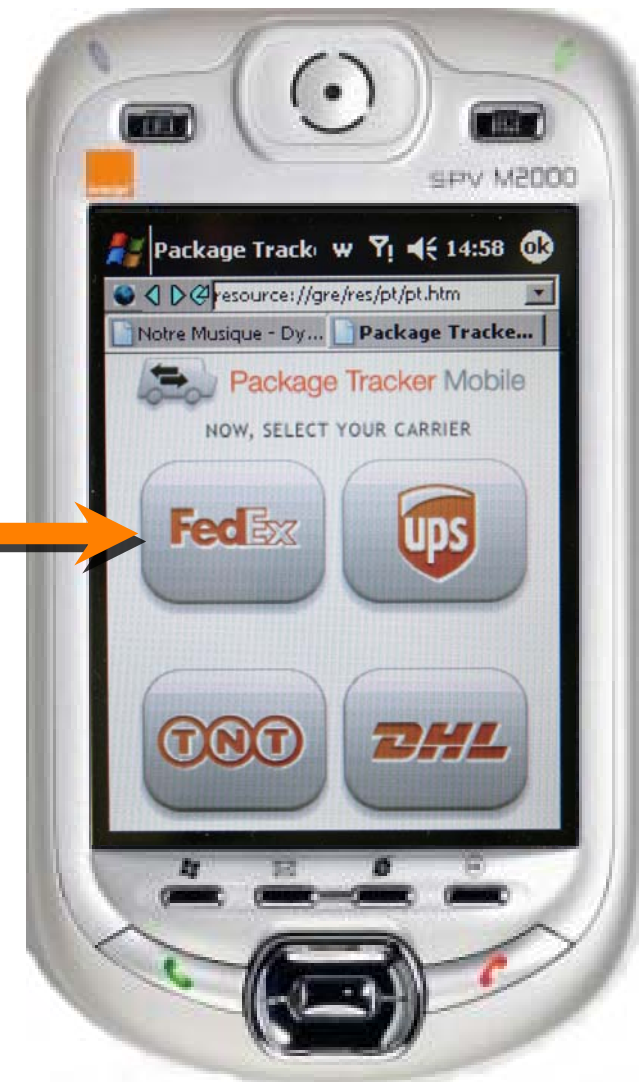 orange
SPV M2000
Package Track w 14:58 ok
resource://gre/res/pt/pt.htm
Notre Musique - Dy... Package Tracke...
Package Tracker Mobile
NOW, SELECT YOUR CARRIER
FedEx ups
TNT DHL